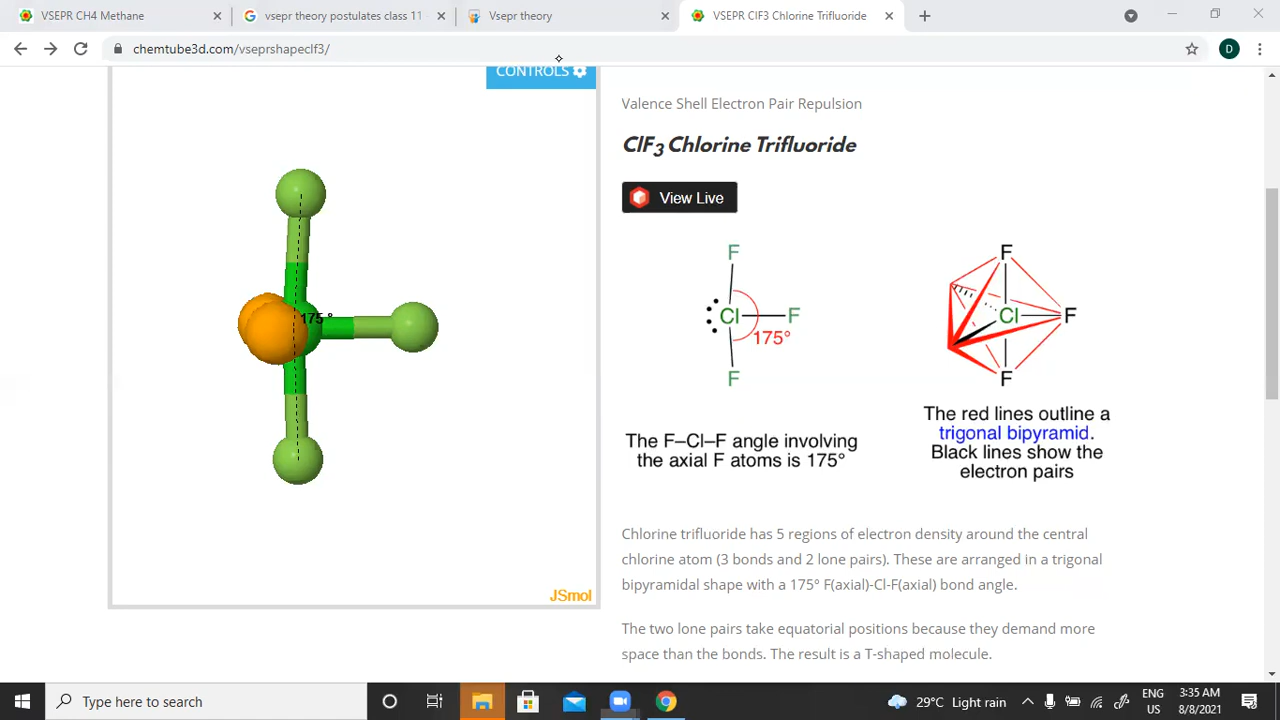 VSEPR CH4 Methane
vsepr theory postulates class 11 -
Vsepr theory
VSEPR ClF3 Chlorine Trifluoride
chemtube3d.com/vseprshapeclf3/
D
CONTROLS
175 °
JSmol
Valence Shell Electron Pair Repulsion
ClF3 Chlorine Trifluoride
View Live
F
Cl
F
175°
F
The F–Cl–F angle involving
the axial F atoms is 175°
F
Cl
F
F
The red lines outline a
trigonal bipyramid.
Black lines show the
electron pairs
Chlorine trifluoride has 5 regions of electron density around the central
chlorine atom (3 bonds and 2 lone pairs). These are arranged in a trigonal
bipyramidal shape with a 175° F(axial)-Cl-F(axial) bond angle.
The two lone pairs take equatorial positions because they demand more
space than the bonds. The result is a T-shaped molecule.
Type here to search
29°C Light rain
ENG
US
3:35 AM
8/8/2021